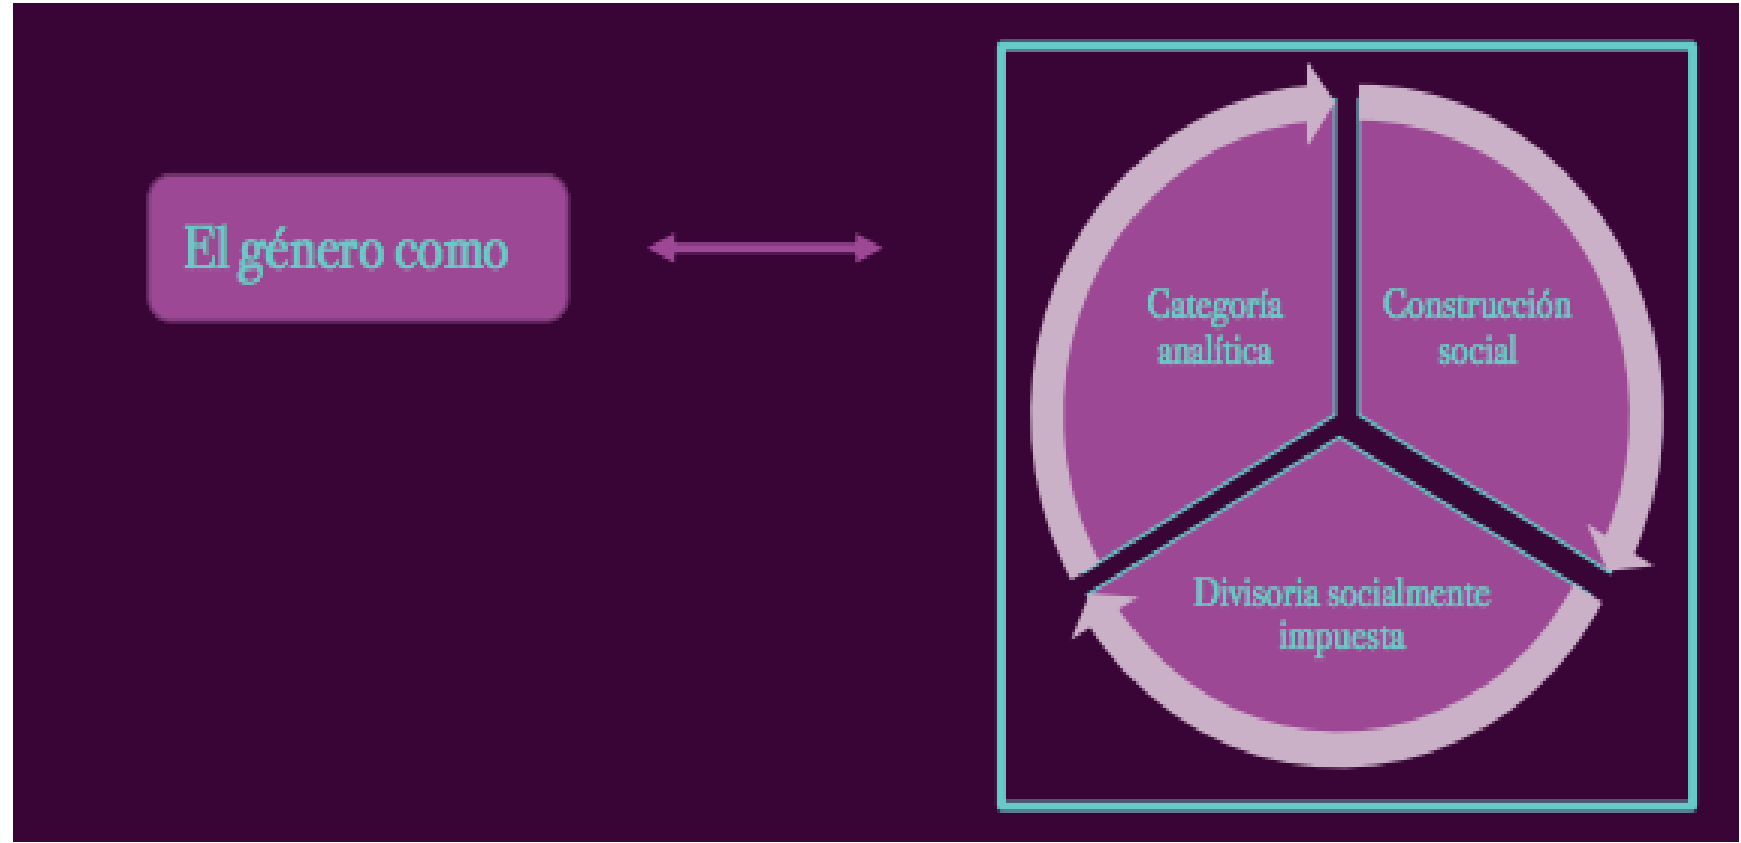 El género como
Categoría
analítica
Construcción
social
Divisoria socialmente
impuesta